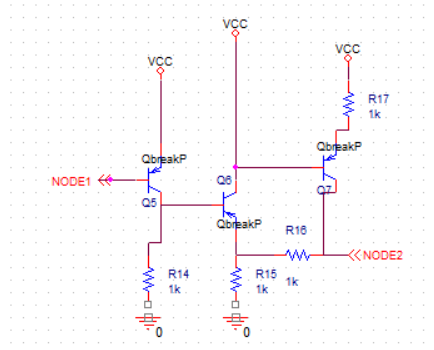 VCC
VCC
VCC
R17
1k
QbreakP
QbreakP
NODE1
Q6
Q5
Q7
QbreakP
R16
NODE2
R14
R15
1k
1k
1k
0
0